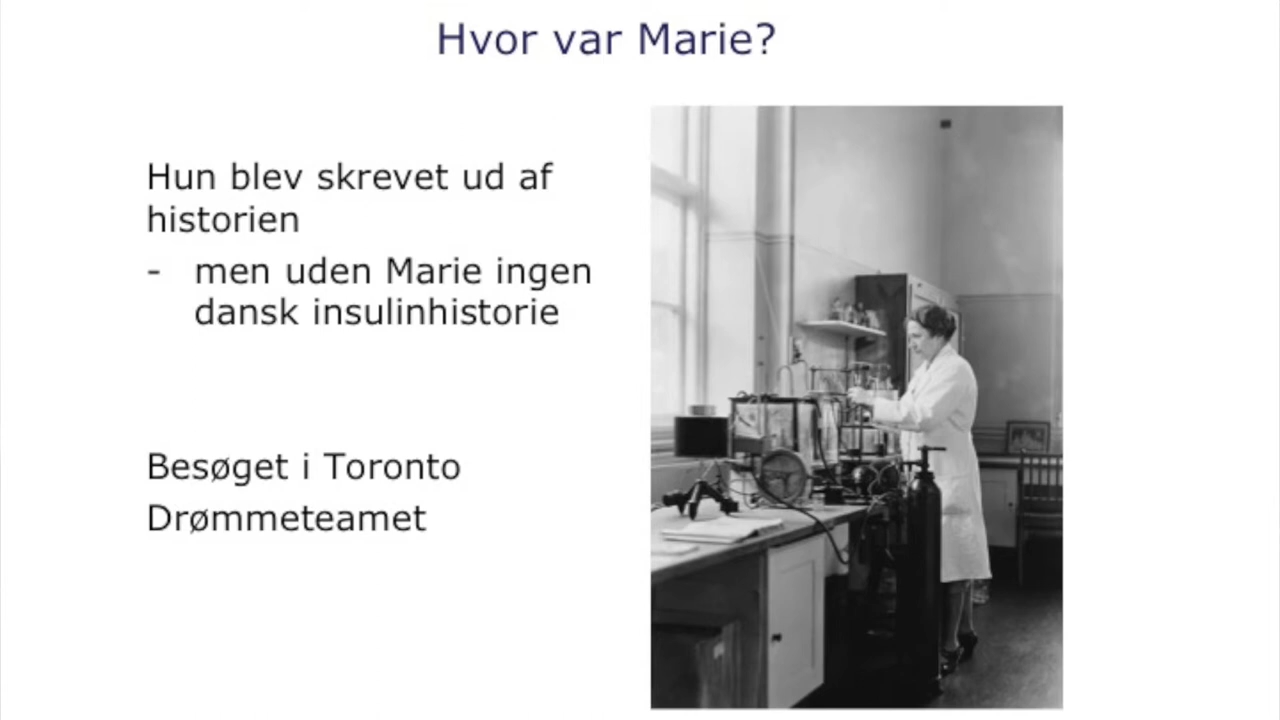 Hvor var Marie?
Hun blev skrevet ud af
historien
- men uden Marie ingen
dansk insulinhistorie
Besøget i Toronto
Drømmeteamet